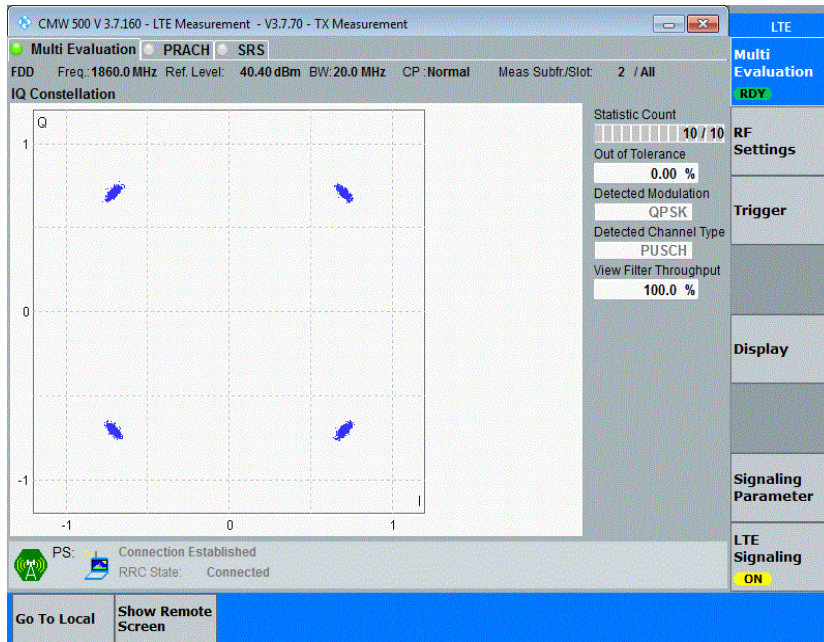 CMW 500 V 3.7.160 - LTE Measurement - V3.7.70 - TX Measurement
LTE
Multi Evaluation PRACH SRS
Multi
Evaluation
RDY
FDD Freq.: 1860.0 MHz Ref. Level: 40.40 dBm BW: 20.0 MHz CP : Normal Meas Subfr./Slot: 2 / All
IQ Constellation
Q
1
0
-1
-1 0 1
I
Statistic Count
10 / 10
Out of Tolerance
0.00 %
Detected Modulation
QPSK
Detected Channel Type
PUSCH
View Filter Throughput
100.0 %
RF
Settings
Trigger
Display
Signaling
Parameter
LTE
Signaling
ON
PS: Connection Established
RRC State: Connected
Go To Local
Show Remote
Screen